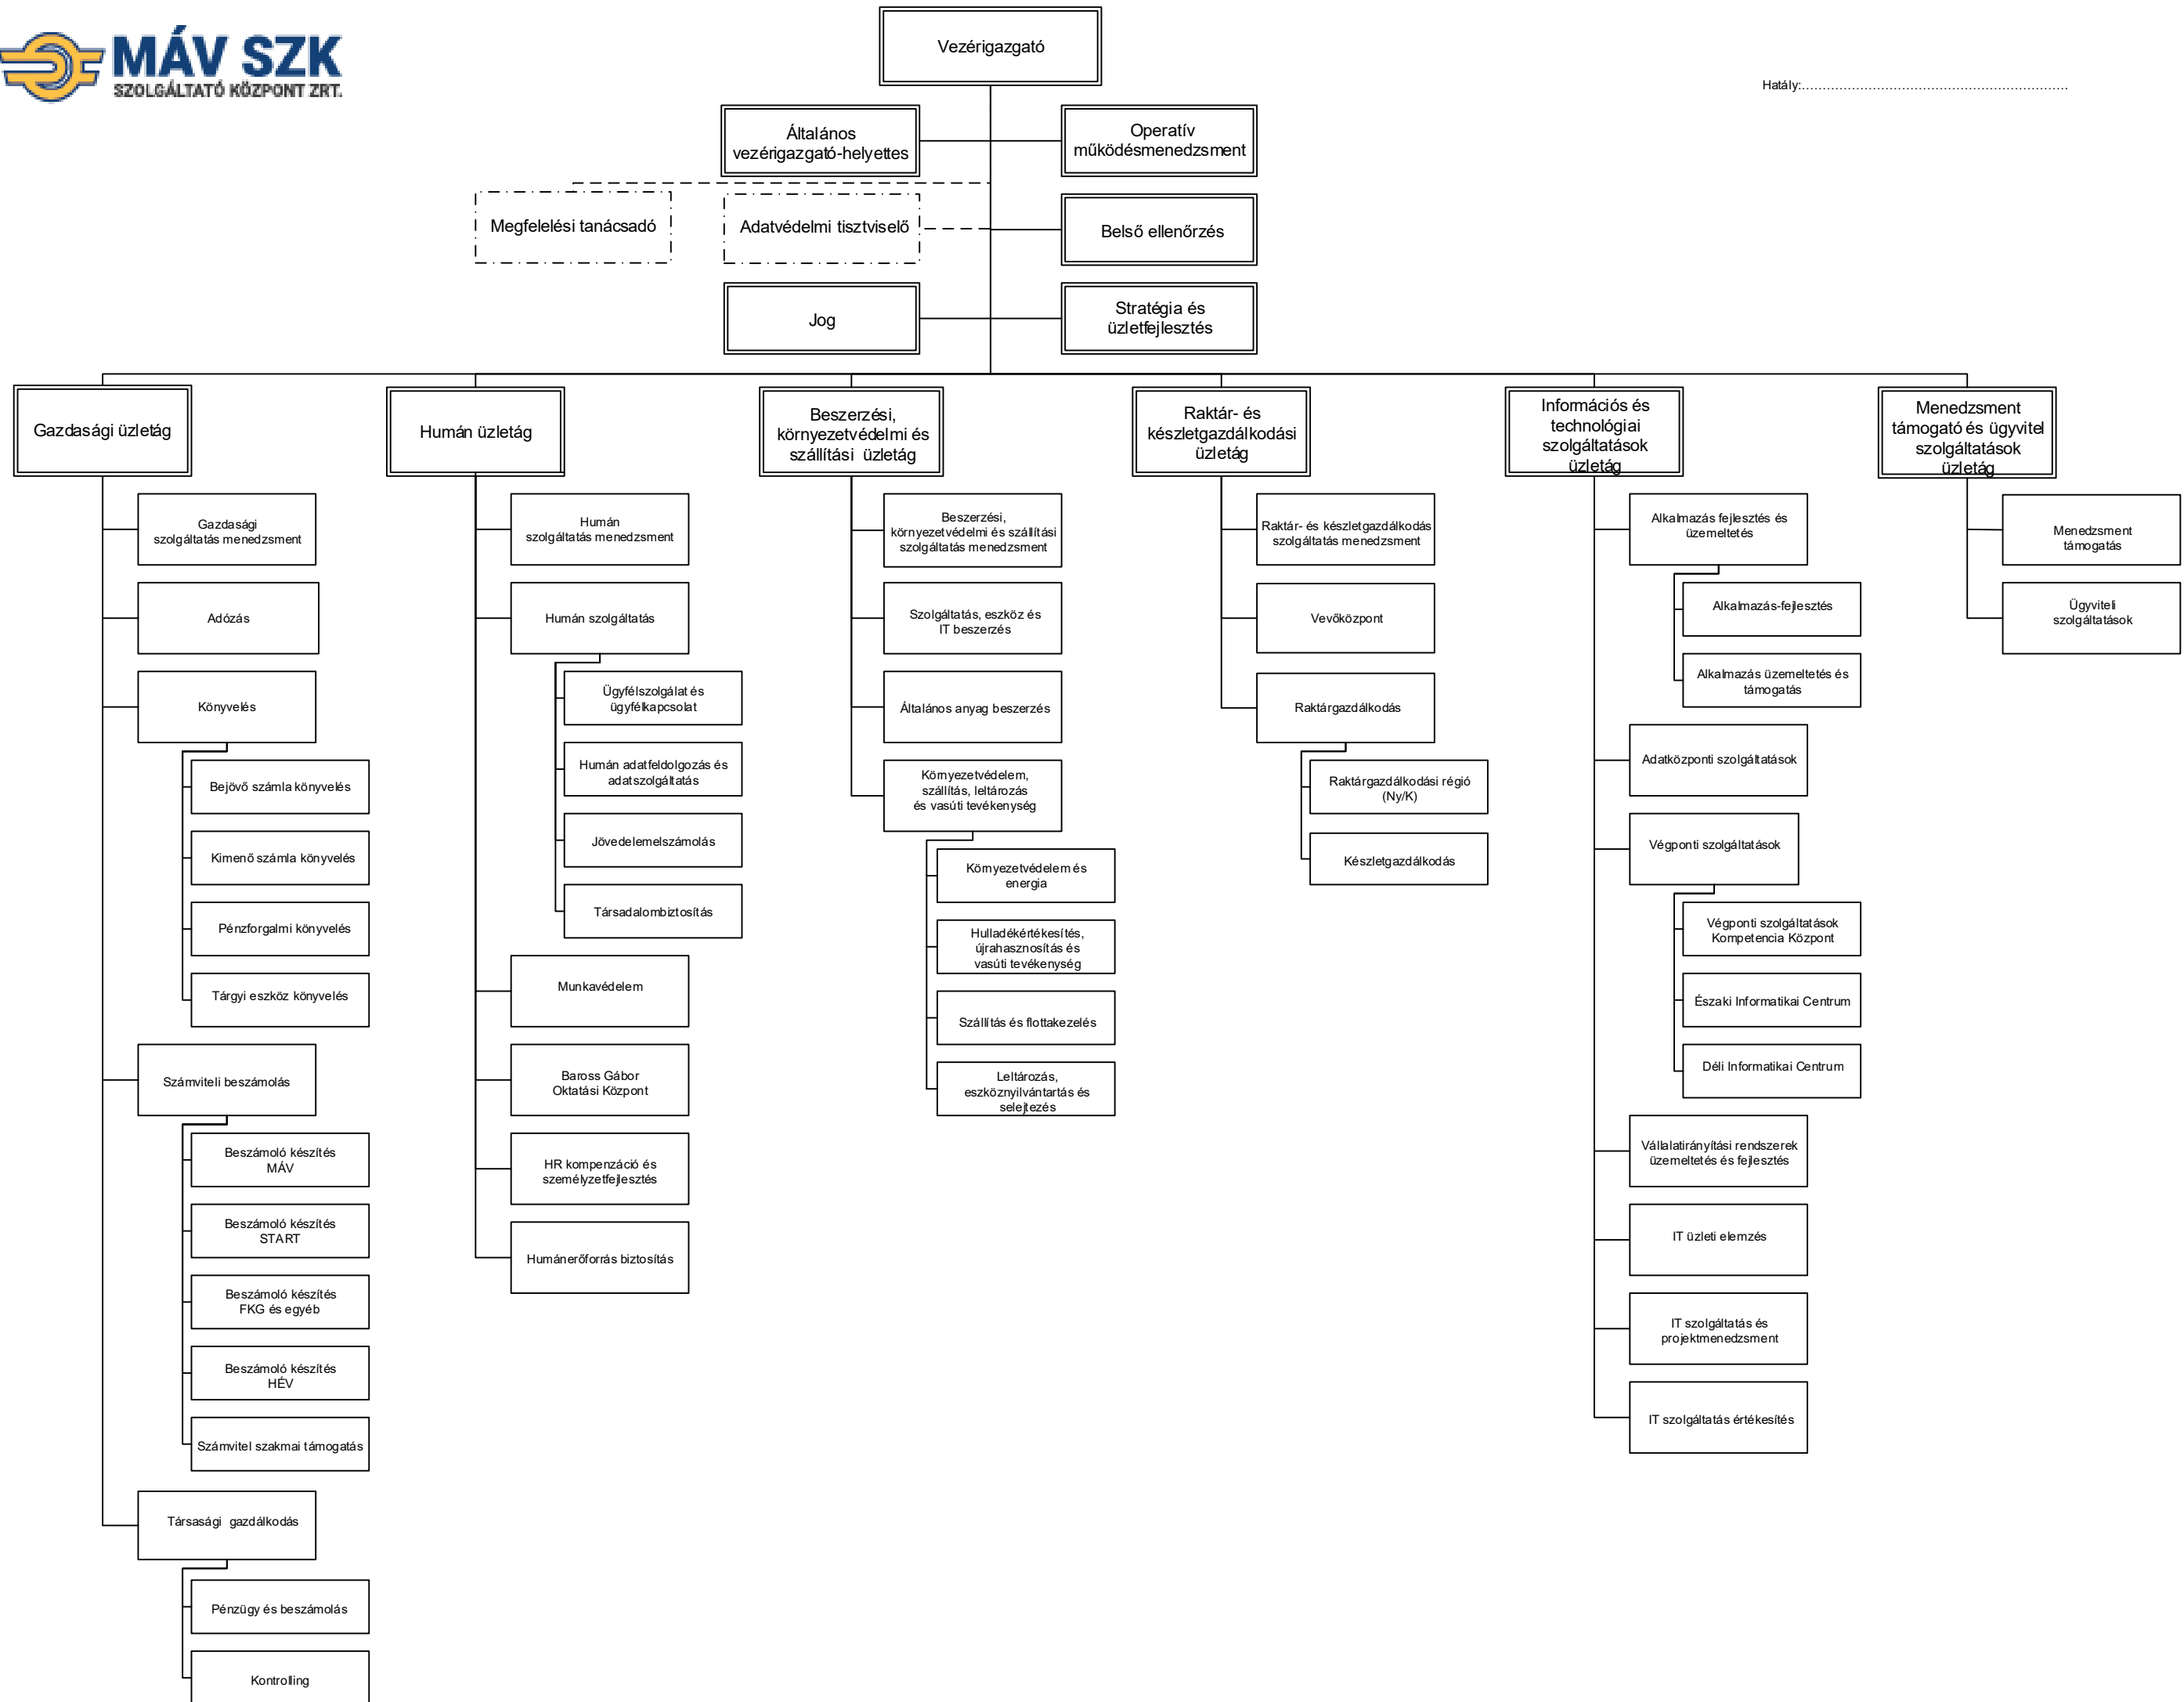 MÁV SZK
SZOLGÁLTATÓ KÖZPONT ZRT.
Vezérigazgató
Hatály:................................................................
Általános
vezérigazgató-helyettes
Operatív
működésmenedzsment
Megfelelési tanácsadó
Adatvédelmi tisztviselő
Belső ellenőrzés
Jog
Stratégia és
üzletfejlesztés
Gazdasági üzletág
Gazdasági
szolgáltatás menedzsment
Adózás
Könyvelés
Bejövő számla könyvelés
Kimenő számla könyvelés
Pénzforgalmi könyvelés
Tárgyi eszköz könyvelés
Számviteli beszámolás
Beszámoló készítés
MÁV
Beszámoló készítés
START
Beszámoló készítés
FKG és egyéb
Beszámoló készítés
HÉV
Számvitel szakmai támogatás
Társasági gazdálkodás
Pénzügy és beszámolás
Kontrolling
Humán üzletág
Humán
szolgáltatás menedzsment
Humán szolgáltatás
Ügyfélszolgálat és
ügyfélkapcsolat
Humán adatfeldolgozás és
adatszolgáltatás
Jövedelemelszámolás
Társadalombiztosítás
Munkavédelem
Baross Gábor
Oktatási Központ
HR kompenzáció és
személyzetfejlesztés
Humánerőforrás biztosítás
Beszerzési,
környezetvédelmi és
szállítási üzletág
Beszerzési,
környezetvédelmi és szállítási
szolgáltatás menedzsment
Szolgáltatás, eszköz és
IT beszerzés
Általános anyag beszerzés
Környezetvédelem,
szállítás, leltározás
és vasúti tevékenység
Környezetvédelem és
energia
Hulladékértékesítés,
újrahasznosítás és
vasúti tevékenység
Szállítás és flottakezelés
Leltározás,
eszköznyilvántartás és
selejtezés
Raktár- és
készletgazdálkodási
üzletág
Raktár- és készletgazdálkodás
szolgáltatás menedzsment
Vevőközpont
Raktárgazdálkodás
Raktárgazdálkodási régió
(Ny/K)
Készletgazdálkodás
Információs és
technológiai
szolgáltatások
üzletág
Alkalmazás fejlesztés és
üzemeltetés
Alkalmazás-fejlesztés
Alkalmazás üzemeltetés és
támogatás
Adatközponti szolgáltatások
Végponti szolgáltatások
Végponti szolgáltatások
Kompetencia Központ
Északi Informatikai Centrum
Déli Informatikai Centrum
Vállalatirányítási rendszerek
üzemeltetés és fejlesztés
IT üzleti elemzés
IT szolgáltatás és
projektmenedzsment
IT szolgáltatás értékesítés
Menedzsment
támogató és ügyvitel
szolgáltatások
üzletág
Menedzsment
támogatás
Ügyviteli
szolgáltatások